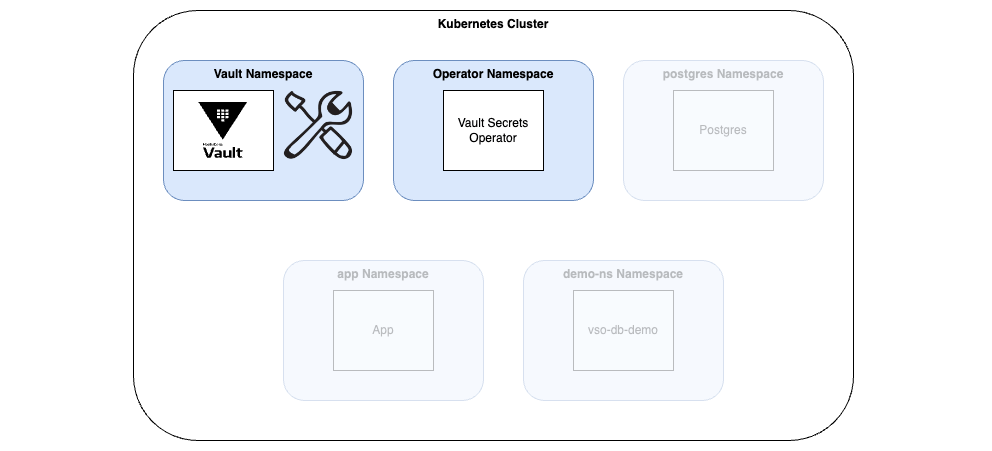 Kubernetes Cluster
Vault Namespace
Operator Namespace
postgres Namespace
HashiCorp
Vault
Vault Secrets
Operator
Postgres
app Namespace
demo-ns Namespace
App
vso-db-demo